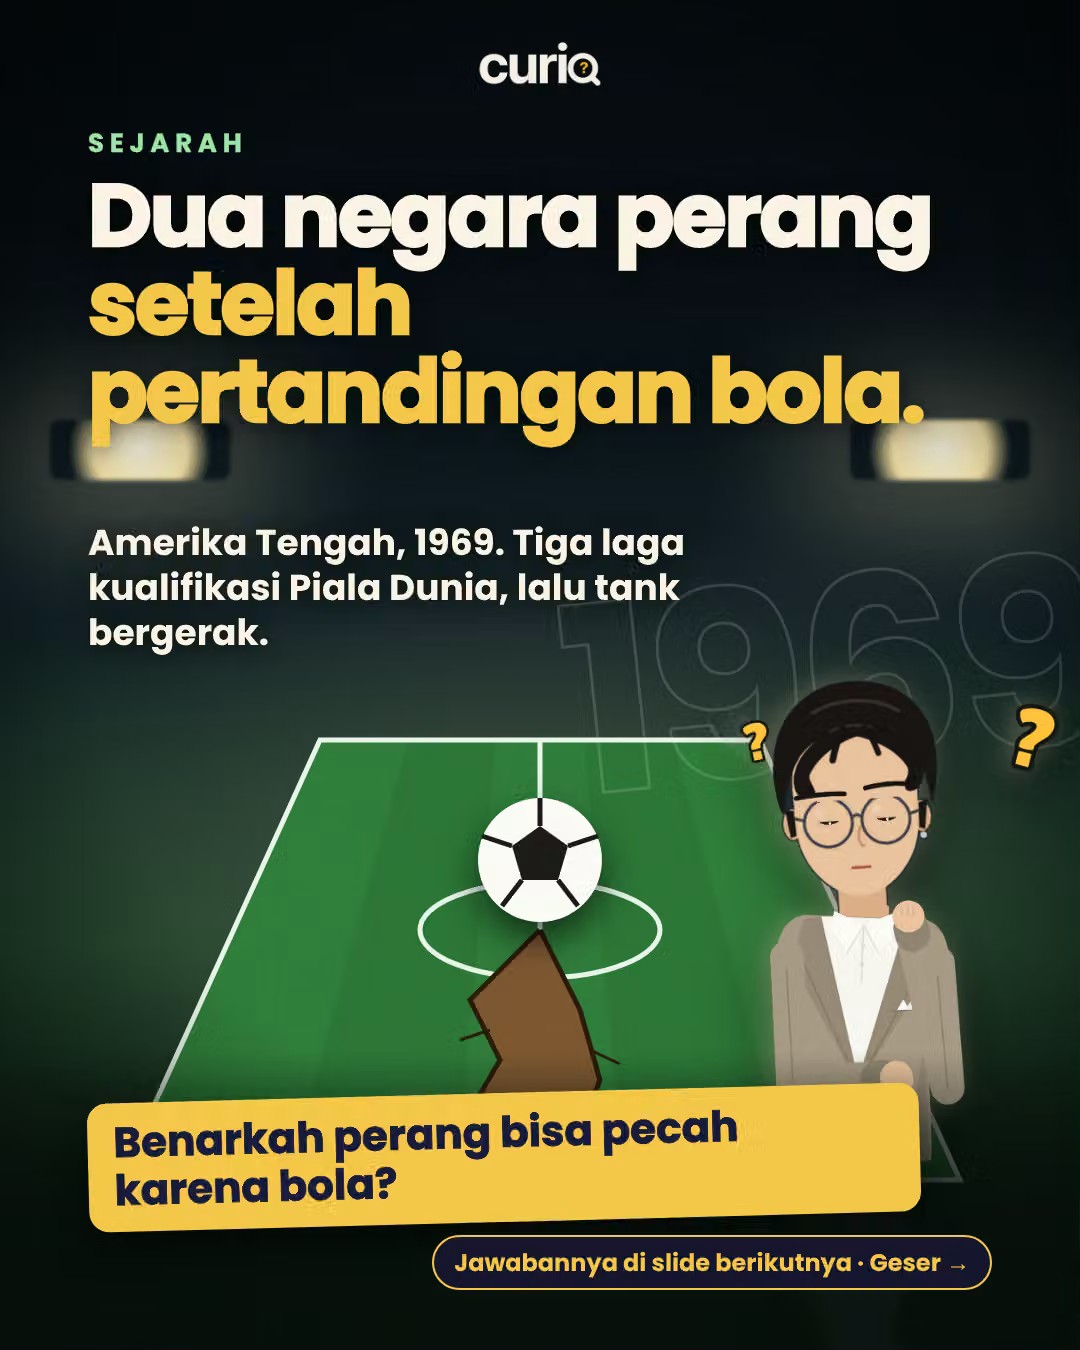 curiQ
SEJARAH
Dua negara perang
setelah
pertandingan bola.
Amerika Tengah, 1969. Tiga laga
kualifikasi Piala Dunia, lalu tank
bergerak.
1969
?
?
Benarkah perang bisa pecah
karena bola?
Jawabannya di slide berikutnya · Geser →